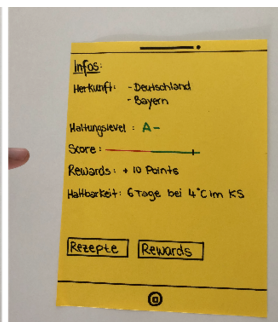 Infos:
Herkunft: - Deutschland
- Bayern
Haltungslevel: A-
Score:
Rewards: + 10 Points
Haltbarkeit: 6 Tage bei 4°C im KS
Rezepte Rewards